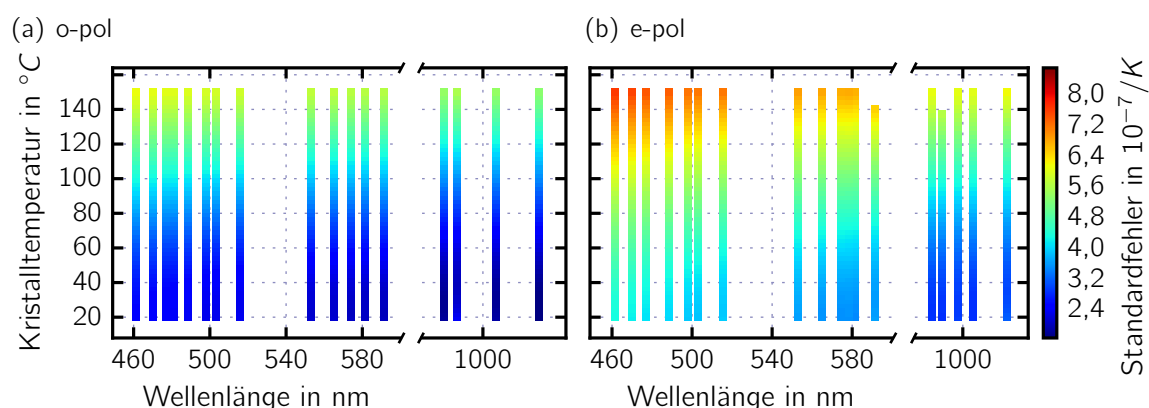 (a) o-pol
(b) e-pol
Kristalltemperatur in °C
140
120
100
80
60
40
20
460 500 540 580 1000
Wellenlänge in nm
460 500 540 580 1000
Wellenlänge in nm
8,0
7,2
6,4
5,6
4,8
4,0
3,2
2,4
Standardfehler in 10⁻⁷/K